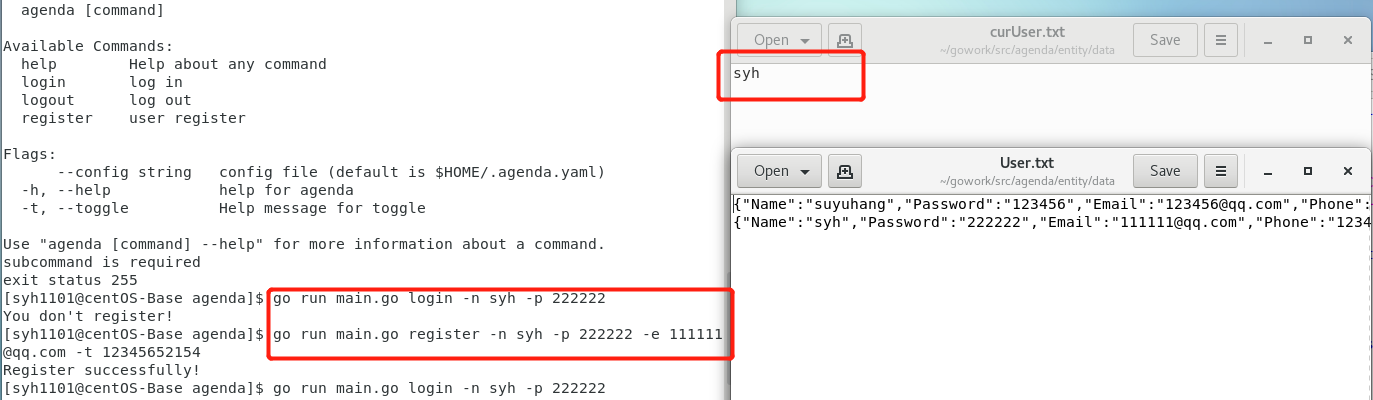 agenda [command]
Available Commands:
help        Help about any command
login       log in
logout      log out
register    user register
Flags:
--config string   config file (default is $HOME/.agenda.yaml)
-h, --help            help for agenda
-t, --toggle          Help message for toggle
Use "agenda [command] --help" for more information about a command.
subcommand is required
exit status 255
[syh1101@centOS-Base agenda]$ go run main.go login -n syh -p 222222
You don't register!
[syh1101@centOS-Base agenda]$ go run main.go register -n syh -p 222222 -e 111111
@qq.com -t 12345652154
Register successfully!
[syh1101@centOS-Base agenda]$ go run main.go login -n syh -p 222222
Open
curUser.txt
~/gowork/src/agenda/entity/data
Save
syh
Open
User.txt
~/gowork/src/agenda/entity/data
Save
{"Name":"suyuhang","Password":"123456","Email":"123456@qq.com","Phone":
{"Name":"syh","Password":"222222","Email":"111111@qq.com","Phone":"1234